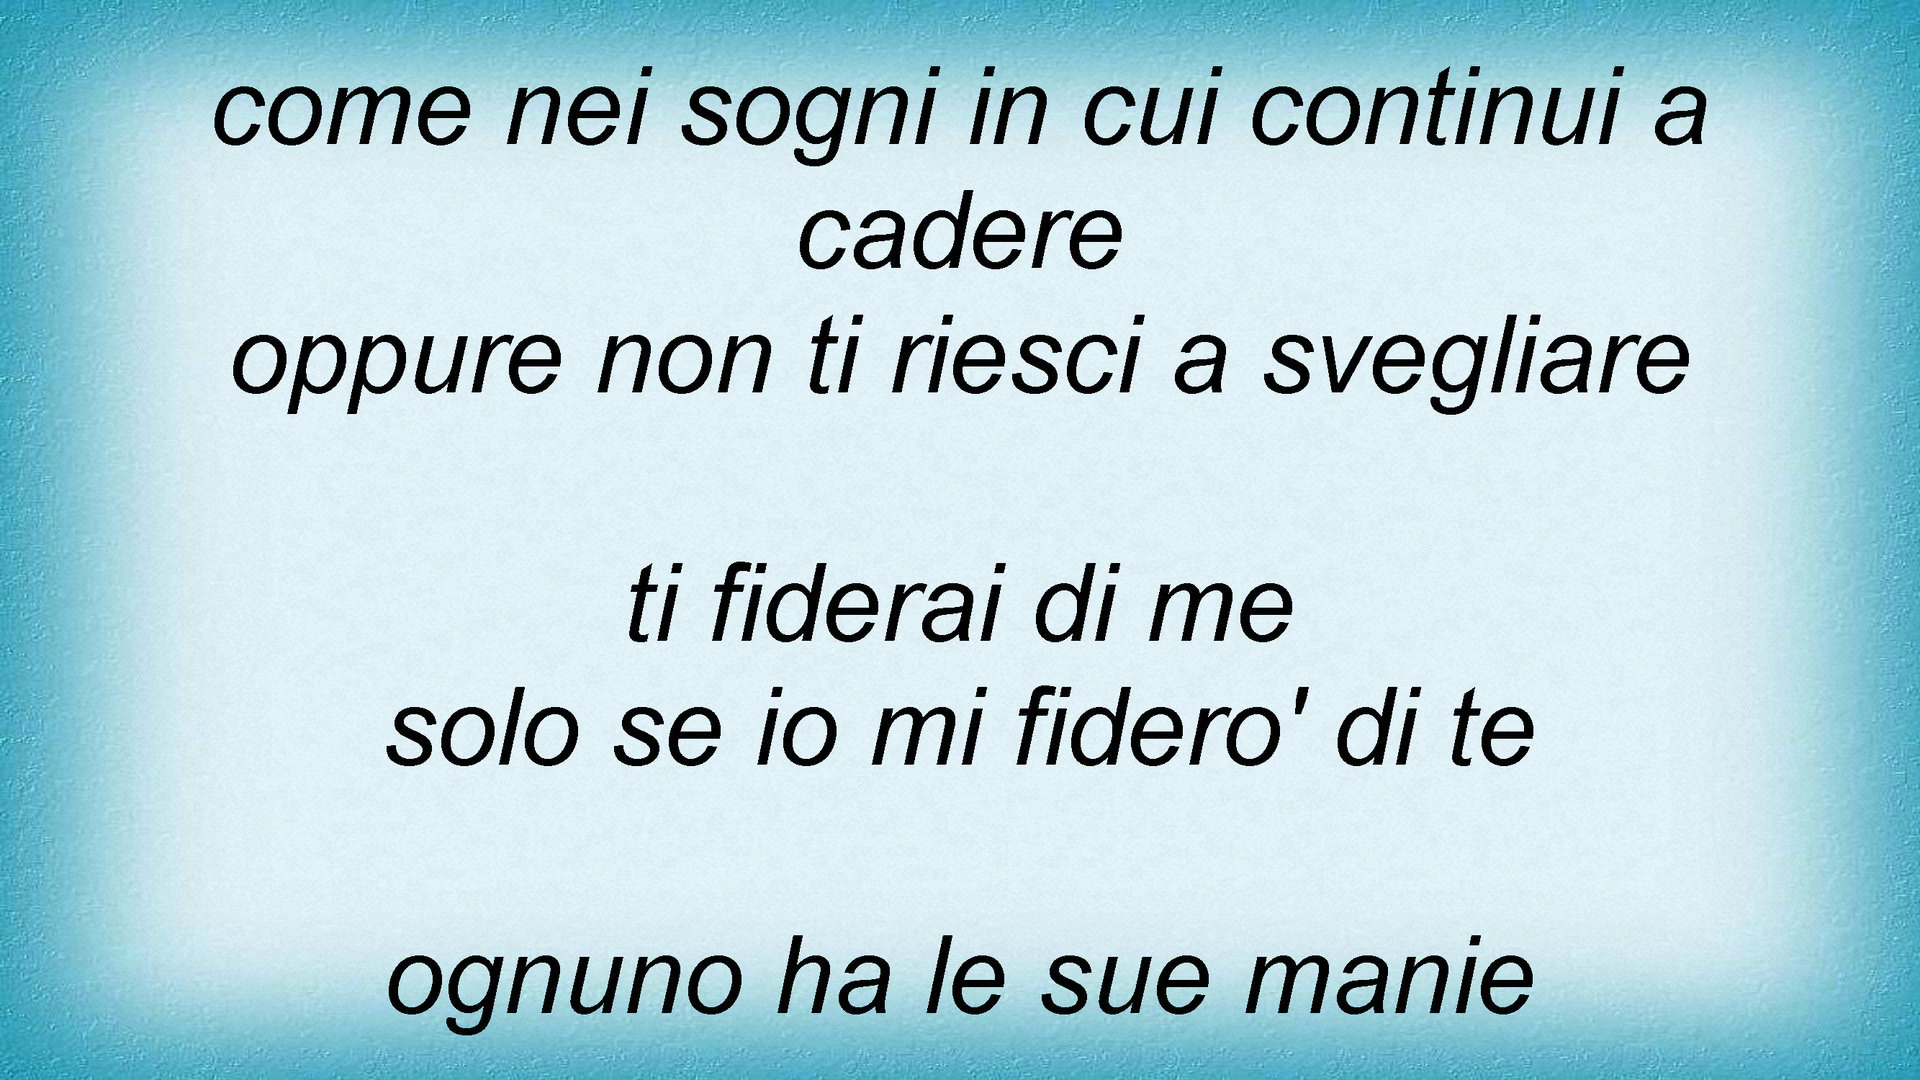 come nei sogni in cui continui a
cadere
oppure non ti riesci a svegliare
ti fiderai di me
solo se io mi fidero' di te
ognuno ha le sue manie